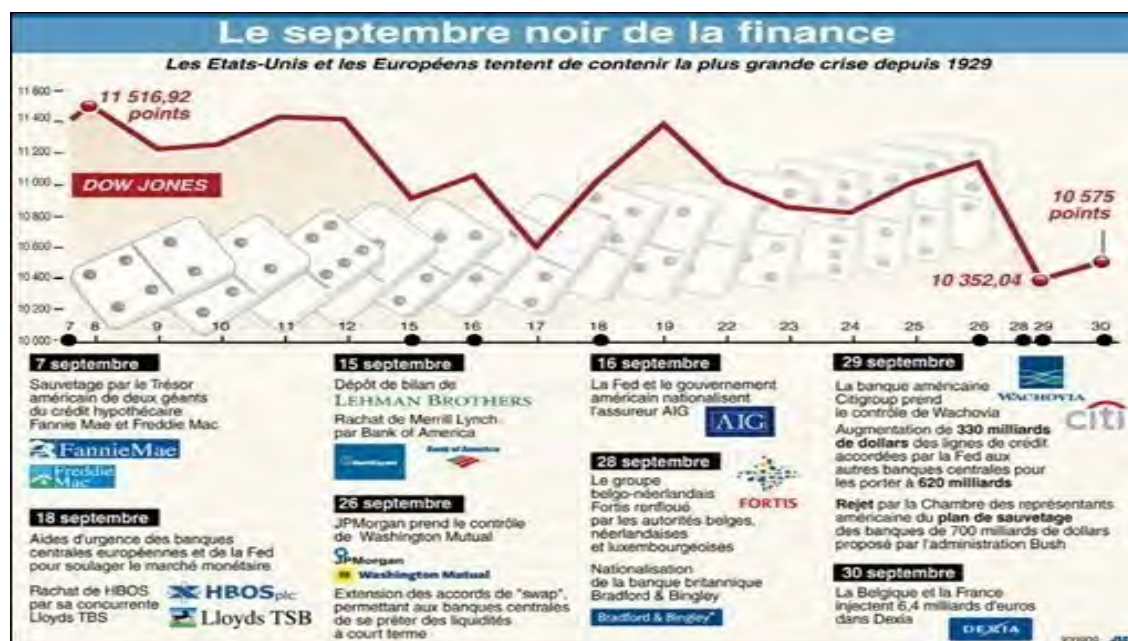 Le septembre noir de la finance
Les Etats-Unis et les Européens tentent de contenir la plus grande crise depuis 1929
11 600
11 400
11 200
11 000
10 800
10 600
10 400
10 200
10 000
11 516,92
points
DOW JONES
10 575
points
10 352,04
7 8 9 10 11 12 15 16 17 18 19 22 23 24 25 26 28 29 30
7 septembre
Sauvetage par le Trésor
américain de deux géants
du crédit hypothécaire
Fannie Mae et Freddie Mac
FannieMae
Freddie
Mac
18 septembre
Aides d'urgence des banques
centrales européennes et de la Fed
pour soulager le marché monétaire
Rachat de HBOS
par sa concurrente
Lloyds TBS
HBOSplc
Lloyds TSB
15 septembre
Dépôt de bilan de
LEHMAN BROTHERS
Rachat de Merrill Lynch
par Bank of America
Bank of America
26 septembre
JPMorgan prend le contrôle
de Washington Mutual
JPMorgan
Washington Mutual
Extension des accords de "swap",
permettant aux banques centrales
de se prêter des liquidités
à court terme
16 septembre
La Fed et le gouvernement
américain nationalisent
l'assureur AIG
AIG
28 septembre
Le groupe
belgo-néerlandais
Fortis renfloué
par les autorités belges,
néerlandaises
et luxembourgeoises
FORTIS
Nationalisation
de la banque britannique
Bradford & Bingley
Bradford & Bingley
29 septembre
La banque américaine
Citigroup prend
le contrôle de Wachovia
WACHOVIA
citi
Augmentation de 330 milliards
de dollars des lignes de crédit
accordées par la Fed aux
autres banques centrales pour
les porter à 620 milliards
Rejet par la Chambre des représentants
américaine du plan de sauvetage
des banques de 700 milliards de dollars
proposé par l'administration Bush
30 septembre
La Belgique et la France
injectent 6,4 milliards d'euros
dans Dexia
DEXIA